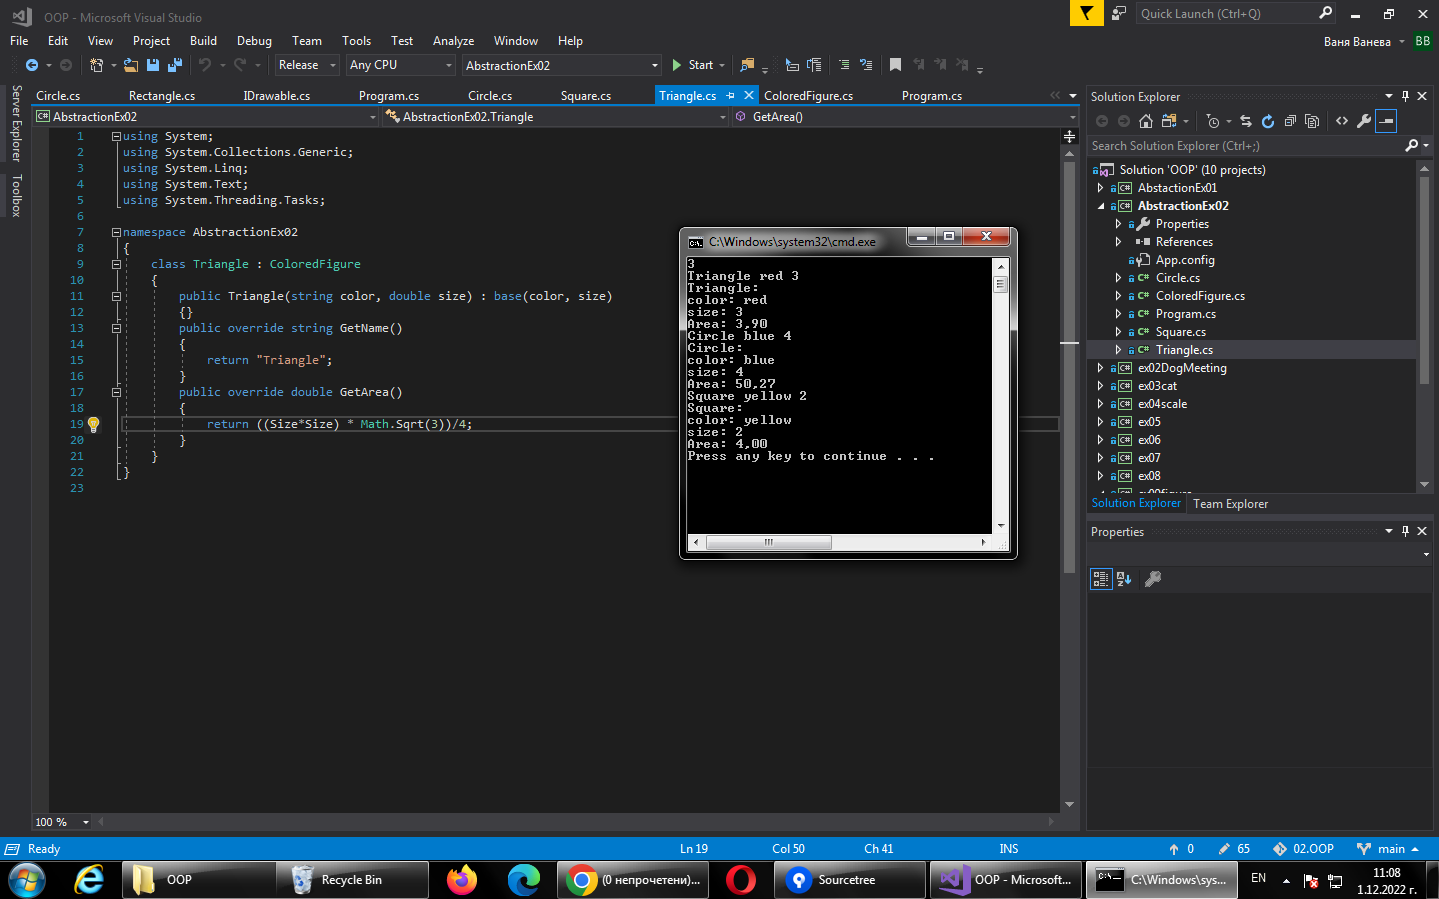 OOP - Microsoft Visual Studio
Quick Launch (Ctrl+Q)
File Edit View Project Build Debug Team Tools Test Analyze Window Help
Ваня Ванева BB
Release Any CPU AbstractionEx02 Start
Server Explorer
Toolbox
Circle.cs Rectangle.cs IDrawable.cs Program.cs Circle.cs Square.cs Triangle.cs ColoredFigure.cs Program.cs
AbstractionEx02 AbstractionEx02.Triangle GetArea()
1 using System;
2 using System.Collections.Generic;
3 using System.Linq;
4 using System.Text;
5 using System.Threading.Tasks;
6
7 namespace AbstractionEx02
8 {
9 class Triangle : ColoredFigure
10 {
11 public Triangle(string color, double size) : base(color, size)
12 {}
13 public override string GetName()
14 {
15 return "Triangle";
16 }
17 public override double GetArea()
18 {
19 return ((Size*Size) * Math.Sqrt(3))/4;
20 }
21 }
22 }
23
100 %
C:\Windows\system32\cmd.exe
3
Triangle red 3
Triangle:
color: red
size: 3
Area: 3,90
Circle blue 4
Circle:
color: blue
size: 4
Area: 50,27
Square yellow 2
Square:
color: yellow
size: 2
Area: 4,00
Press any key to continue . . .
Solution Explorer
Search Solution Explorer (Ctrl+;)
Solution 'OOP' (10 projects)
AbstactionEx01
AbstractionEx02
Properties
References
App.config
Circle.cs
ColoredFigure.cs
Program.cs
Square.cs
Triangle.cs
ex02DogMeeting
ex03cat
ex04scale
ex05
ex06
ex07
ex08
ex09figure
Solution Explorer Team Explorer
Properties
Ready Ln 19 Col 50 Ch 41 INS 0 65 02.OOP main
OOP Recycle Bin (0 непрочетени)... Sourcetree OOP - Microsoft... C:\Windows\sys... EN 11:08
1.12.2022 г.